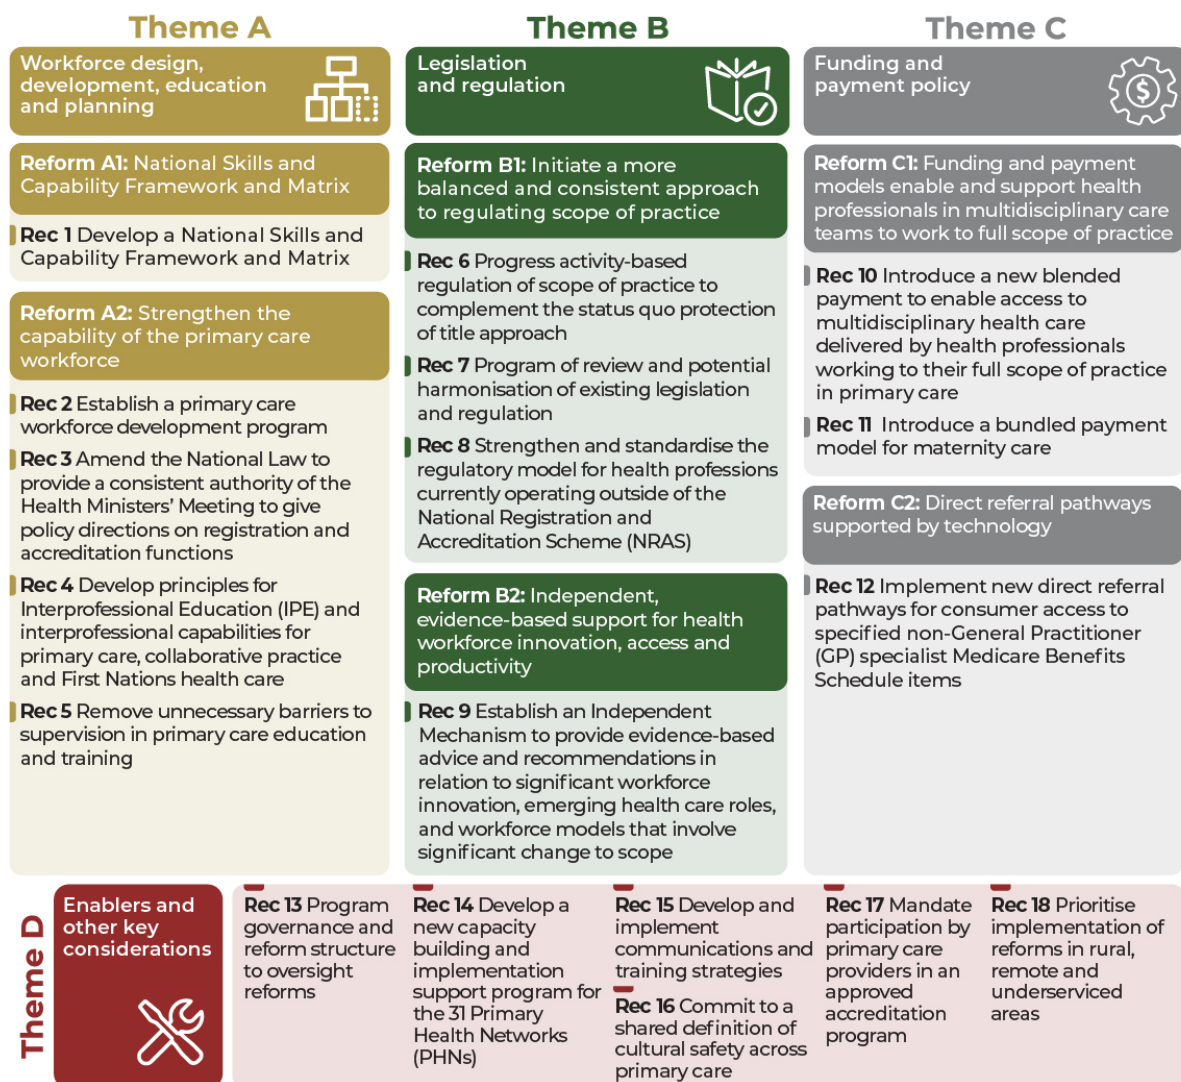 Theme A
Workforce design,
development, education
and planning
Reform A1: National Skills and
Capability Framework and Matrix
Rec 1 Develop a National Skills and
Capability Framework and Matrix
Reform A2: Strengthen the
capability of the primary care
workforce
Rec 2 Establish a primary care
workforce development program
Rec 3 Amend the National Law to
provide a consistent authority of the
Health Ministers’ Meeting to give
policy directions on registration and
accreditation functions
Rec 4 Develop principles for
Interprofessional Education (IPE) and
interprofessional capabilities for
primary care, collaborative practice
and First Nations health care
Rec 5 Remove unnecessary barriers to
supervision in primary care education
and training
Theme B
Legislation
and regulation
Reform B1: Initiate a more
balanced and consistent approach
to regulating scope of practice
Rec 6 Progress activity-based
regulation of scope of practice to
complement the status quo protection
of title approach
Rec 7 Program of review and potential
harmonisation of existing legislation
and regulation
Rec 8 Strengthen and standardise the
regulatory model for health professions
currently operating outside of the
National Registration and
Accreditation Scheme (NRAS)
Reform B2: Independent,
evidence-based support for health
workforce innovation, access and
productivity
Rec 9 Establish an Independent
Mechanism to provide evidence-based
advice and recommendations in
relation to significant workforce
innovation, emerging health care roles,
and workforce models that involve
significant change to scope
Theme C
Funding and
payment policy
$
Reform C1: Funding and payment
models enable and support health
professionals in multidisciplinary care
teams to work to full scope of practice
Rec 10 Introduce a new blended
payment to enable access to
multidisciplinary health care
delivered by health professionals
working to their full scope of practice
in primary care
Rec 11 Introduce a bundled payment
model for maternity care
Reform C2: Direct referral pathways
supported by technology
Rec 12 Implement new direct referral
pathways for consumer access to
specified non-General Practitioner
(GP) specialist Medicare Benefits
Schedule items
Theme D
Enablers and
other key
considerations
Rec 13 Program
governance and
reform structure
to oversight
reforms
Rec 14 Develop a
new capacity
building and
implementation
support program for
the 31 Primary
Health Networks
(PHNs)
Rec 15 Develop and
implement
communications and
training strategies
Rec 16 Commit to a
shared definition of
cultural safety across
primary care
Rec 17 Mandate
participation by
primary care
providers in an
approved
accreditation
program
Rec 18 Prioritise
implementation of
reforms in rural,
remote and
underserviced
areas